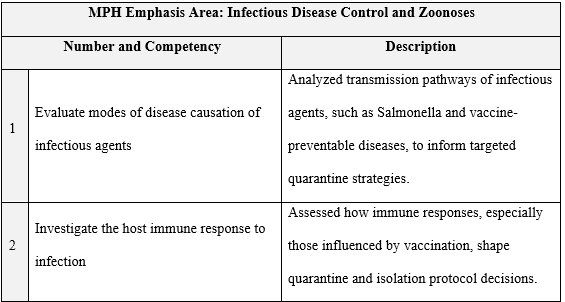 MPH Emphasis Area: Infectious Disease Control and Zoonoses
Number and Competency
Description
1
Evaluate modes of disease causation of
infectious agents
Analyzed transmission pathways of infectious
agents, such as Salmonella and vaccine-
preventable diseases, to inform targeted
quarantine strategies.
2
Investigate the host immune response to
infection
Assessed how immune responses, especially
those influenced by vaccination, shape
quarantine and isolation protocol decisions.